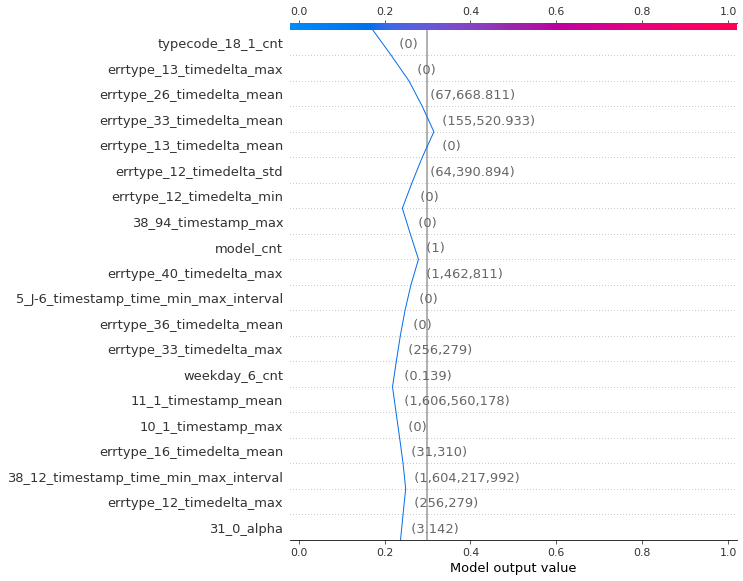 0.0 0.2 0.4 0.6 0.8 1.0
typecode_18_1_cnt (0)
errtype_13_timedelta_max (0)
errtype_26_timedelta_mean (67,668.811)
errtype_33_timedelta_mean (155,520.933)
errtype_13_timedelta_mean (0)
errtype_12_timedelta_std (64,390.894)
errtype_12_timedelta_min (0)
38_94_timestamp_max (0)
model_cnt (1)
errtype_40_timedelta_max (1,462,811)
5_J-6_timestamp_time_min_max_interval (0)
errtype_36_timedelta_mean (0)
errtype_33_timedelta_max (256,279)
weekday_6_cnt (0.139)
11_1_timestamp_mean (1,606,560,178)
10_1_timestamp_max (0)
errtype_16_timedelta_mean (31,310)
38_12_timestamp_time_min_max_interval (1,604,217,992)
errtype_12_timedelta_max (256,279)
31_0_alpha (3.142)
0.0 0.2 0.4 0.6 0.8 1.0
Model output value